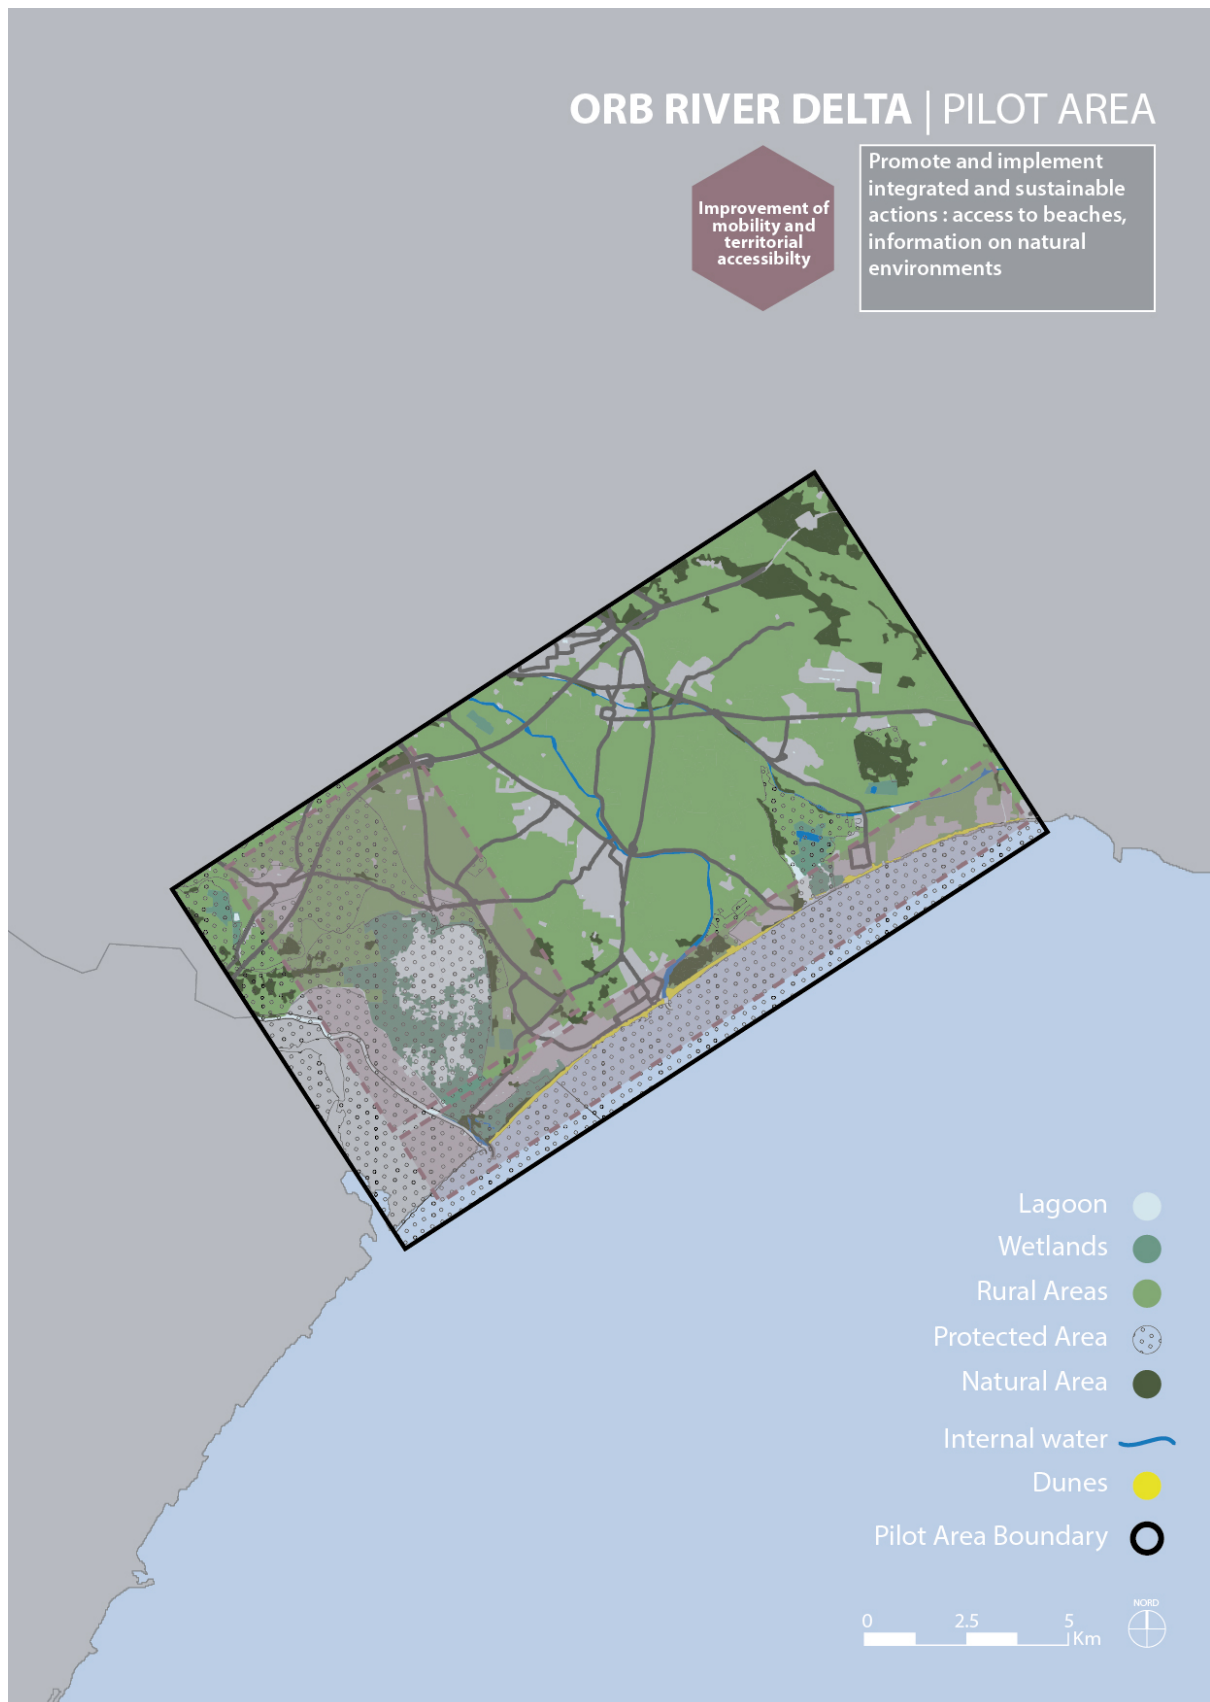 ORB RIVER DELTA | PILOT AREA
Improvement of
mobility and
territorial
accessibilty
Promote and implement
integrated and sustainable
actions : access to beaches,
information on natural
environments
Lagoon
Wetlands
Rural Areas
Protected Area
Natural Area
Internal water
Dunes
Pilot Area Boundary
0 2.5 5
Km
NORD